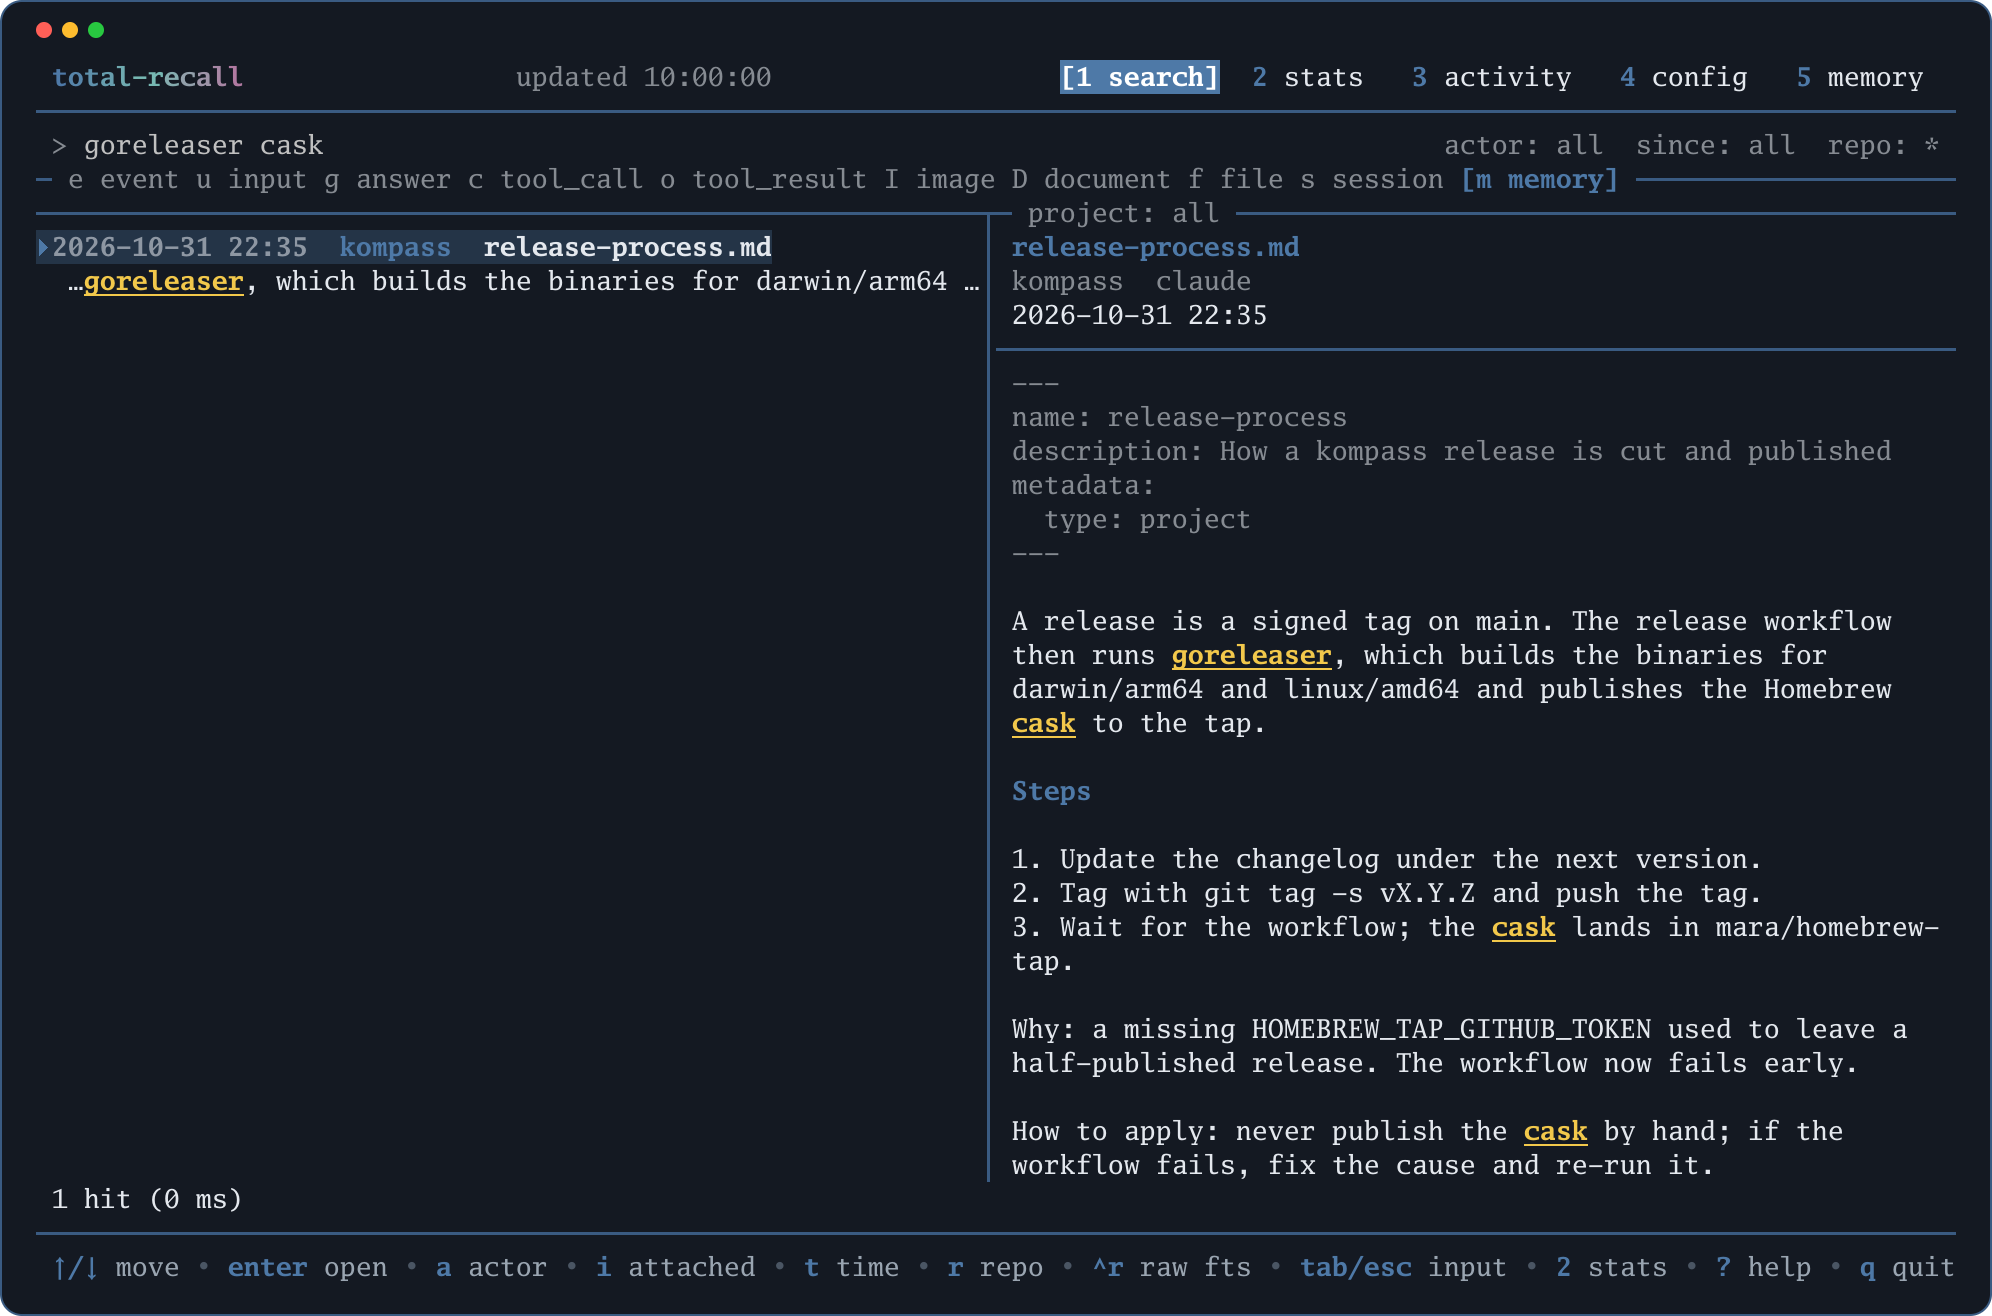 total-recall updated 10:00:00 [1 search] 2 stats 3 activity 4 config 5 memory
> goreleaser cask actor: all since: all repo: *
e event u input g answer c tool_call o tool_result I image D document f file s session [m memory]
project: all
2026-10-31 22:35 kompass release-process.md
…goreleaser, which builds the binaries for darwin/arm64 …
release-process.md
kompass claude
2026-10-31 22:35
---
name: release-process
description: How a kompass release is cut and published
metadata:
type: project
---
A release is a signed tag on main. The release workflow
then runs goreleaser, which builds the binaries for
darwin/arm64 and linux/amd64 and publishes the Homebrew
cask to the tap.
Steps
1. Update the changelog under the next version.
2. Tag with git tag -s vX.Y.Z and push the tag.
3. Wait for the workflow; the cask lands in mara/homebrew-
tap.
Why: a missing HOMEBREW_TAP_GITHUB_TOKEN used to leave a
half-published release. The workflow now fails early.
How to apply: never publish the cask by hand; if the
workflow fails, fix the cause and re-run it.
1 hit (0 ms)
↑/↓ move • enter open • a actor • i attached • t time • r repo • ^r raw fts • tab/esc input • 2 stats • ? help • q quit